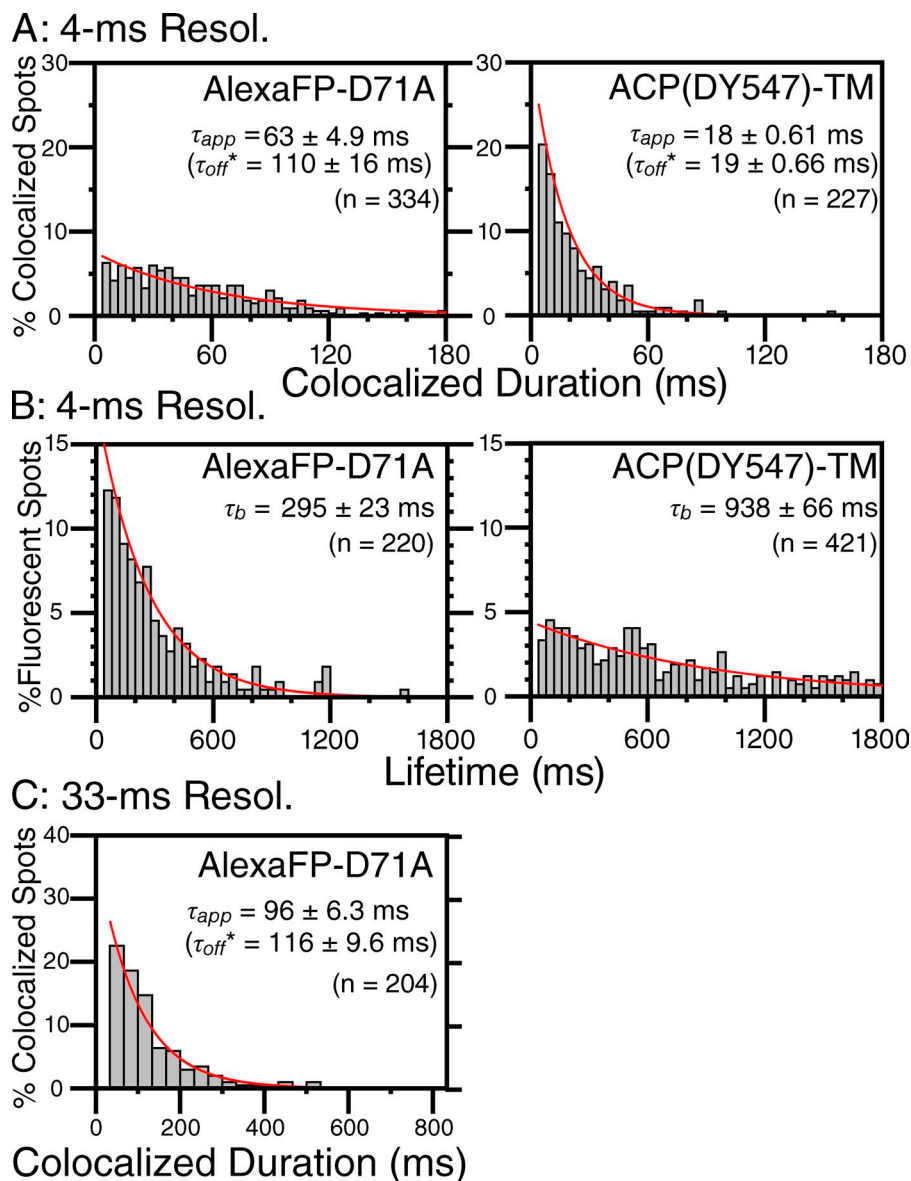 A: 4-ms Resol.
% Colocalized Spots
30
20
10
0
AlexaFP-D71A
τapp = 63 ± 4.9 ms
(τoff* = 110 ± 16 ms)
(n = 334)
0 60 120 180
ACP(DY547)-TM
τapp = 18 ± 0.61 ms
(τoff* = 19 ± 0.66 ms)
(n = 227)
30
20
10
0
0 60 120 180
Colocalized Duration (ms)
B: 4-ms Resol.
%Fluorescent Spots
15
10
5
0
AlexaFP-D71A
τb = 295 ± 23 ms
(n = 220)
0 600 1200 1800
ACP(DY547)-TM
τb = 938 ± 66 ms
(n = 421)
15
10
5
0
0 600 1200 1800
Lifetime (ms)
C: 33-ms Resol.
% Colocalized Spots
40
30
20
10
0
AlexaFP-D71A
τapp = 96 ± 6.3 ms
(τoff* = 116 ± 9.6 ms)
(n = 204)
0 200 400 600 800
Colocalized Duration (ms)